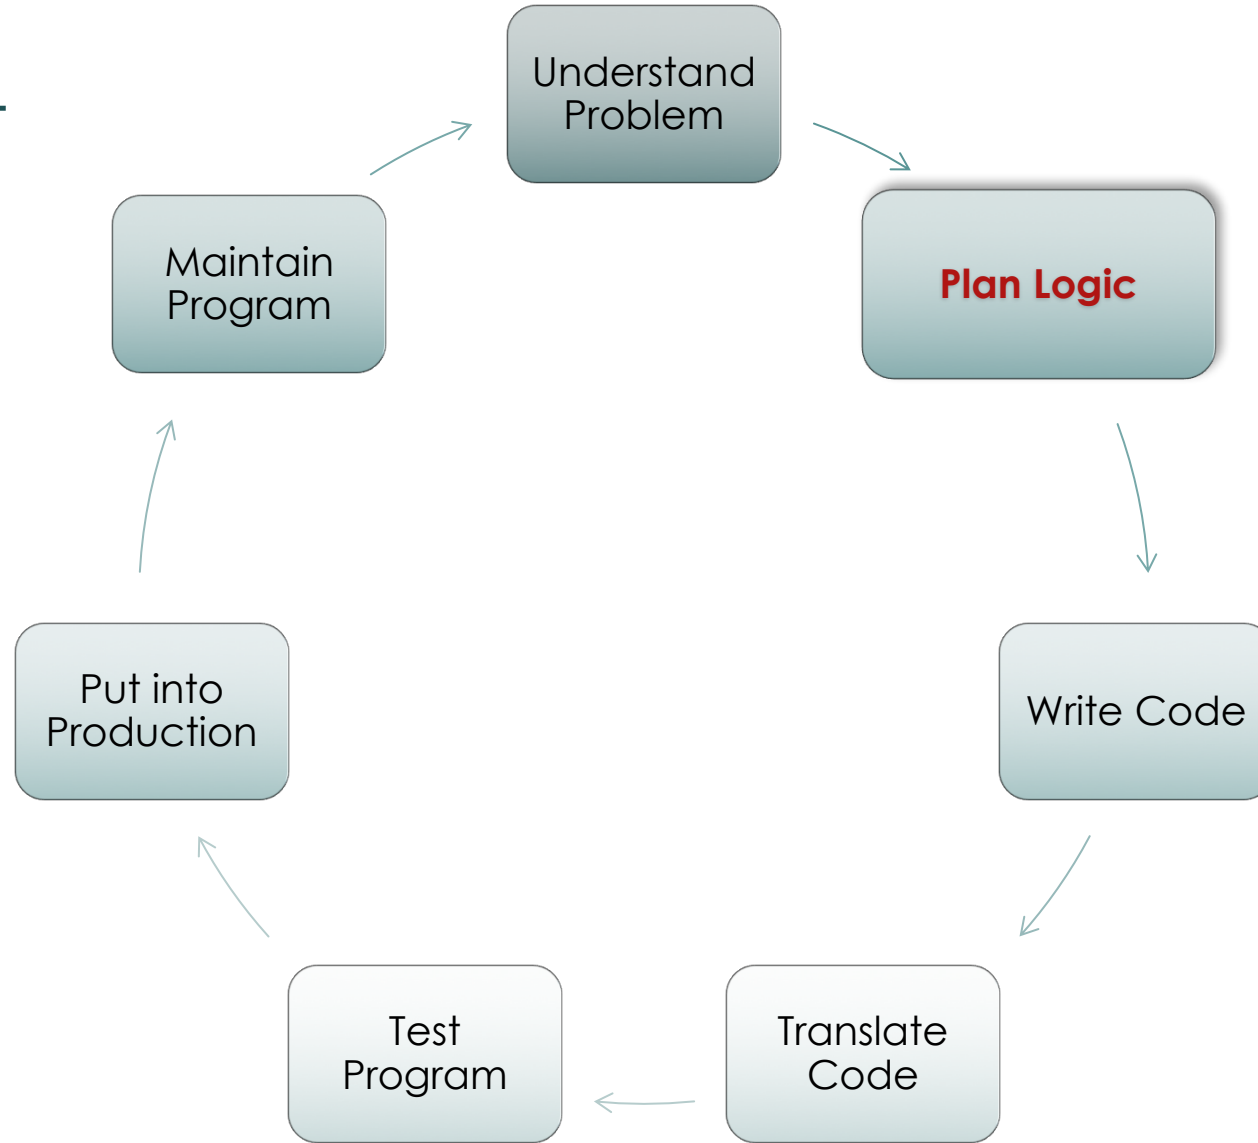 Understand
Problem
Plan Logic
Write Code
Translate
Code
Test
Program
Put into
Production
Maintain
Program